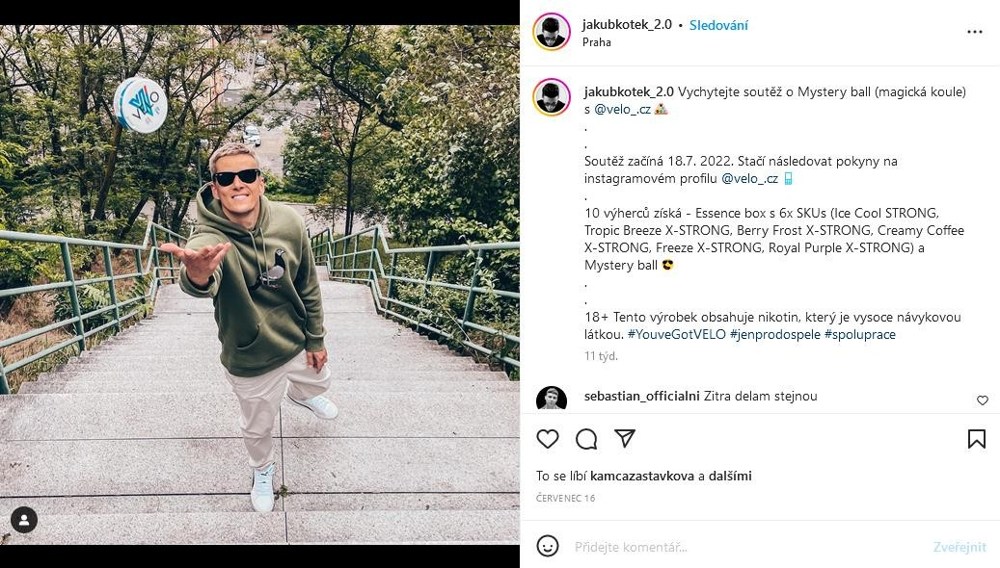 VELO
jakubkotek_2.0 • Sledování
Praha
jakubkotek_2.0 Vychytejte soutěž o Mystery ball (magická koule)
s @velo_.cz
.
.
Soutěž začíná 18.7. 2022. Stačí následovat pokyny na
instagramovém profilu @velo_.cz
.
10 výherců získá - Essence box s 6x SKUs (Ice Cool STRONG,
Tropic Breeze X-STRONG, Berry Frost X-STRONG, Creamy Coffee
X-STRONG, Freeze X-STRONG, Royal Purple X-STRONG) a
Mystery ball
.
.
18+ Tento výrobek obsahuje nikotin, který je vysoce návykovou
látkou. #YouveGotVELO #jenprodospele #spoluprace
11 týd.
sebastian_officialni Zitra delam stejnou
To se líbí kamcazastavkova a dalšími
ČERVENEC 16
Přidejte komentář...
Zveřejnit